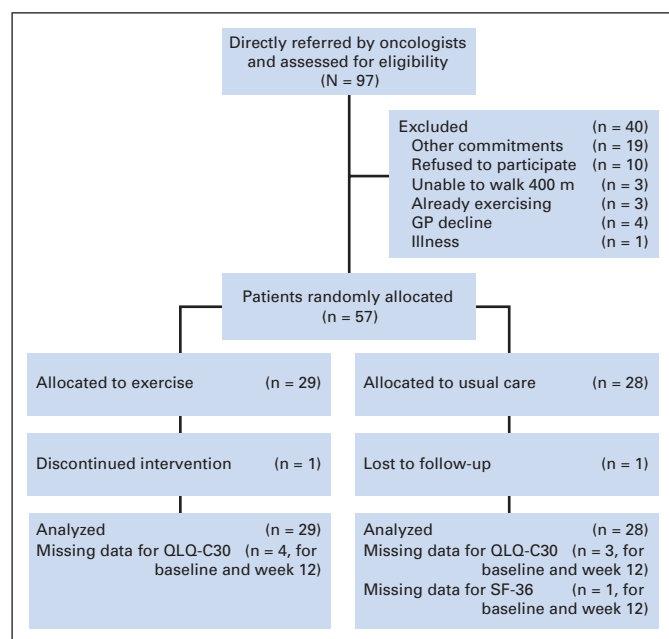 Directly referred by oncologists
and assessed for eligibility
(N = 97)
Excluded (n = 40)
Other commitments (n = 19)
Refused to participate (n = 10)
Unable to walk 400 m (n = 3)
Already exercising (n = 3)
GP decline (n = 4)
Illness (n = 1)
Patients randomly allocated
(n = 57)
Allocated to exercise (n = 29)
Allocated to usual care (n = 28)
Discontinued intervention (n = 1)
Lost to follow-up (n = 1)
Analyzed (n = 29)
Missing data for QLQ-C30 (n = 4, for
baseline and week 12)
Analyzed (n = 28)
Missing data for QLQ-C30 (n = 3, for
baseline and week 12)
Missing data for SF-36 (n = 1, for
baseline and week 12)